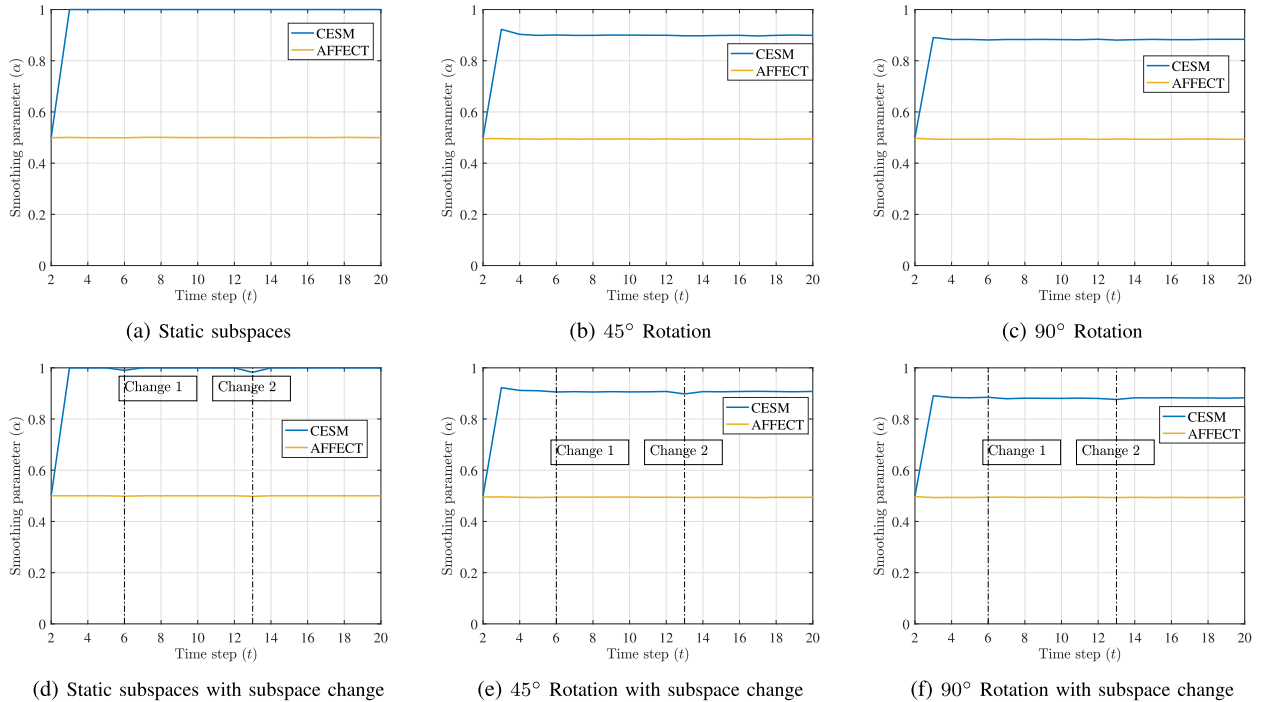 1
0.8
0.6
0.4
0.2
0
Smoothing parameter (α)
CESM
AFFECT
2 4 6 8 10 12 14 16 18 20
Time step (t)
(a) Static subspaces
1
0.8
0.6
0.4
0.2
0
Smoothing parameter (α)
CESM
AFFECT
2 4 6 8 10 12 14 16 18 20
Time step (t)
(b) 45° Rotation
1
0.8
0.6
0.4
0.2
0
Smoothing parameter (α)
CESM
AFFECT
2 4 6 8 10 12 14 16 18 20
Time step (t)
(c) 90° Rotation
1
0.8
0.6
0.4
0.2
0
Smoothing parameter (α)
Change 1 Change 2
CESM
AFFECT
2 4 6 8 10 12 14 16 18 20
Time step (t)
(d) Static subspaces with subspace change
1
0.8
0.6
0.4
0.2
0
Smoothing parameter (α)
CESM
AFFECT
Change 1 Change 2
2 4 6 8 10 12 14 16 18 20
Time step (t)
(e) 45° Rotation with subspace change
1
0.8
0.6
0.4
0.2
0
Smoothing parameter (α)
CESM
AFFECT
Change 1 Change 2
2 4 6 8 10 12 14 16 18 20
Time step (t)
(f) 90° Rotation with subspace change